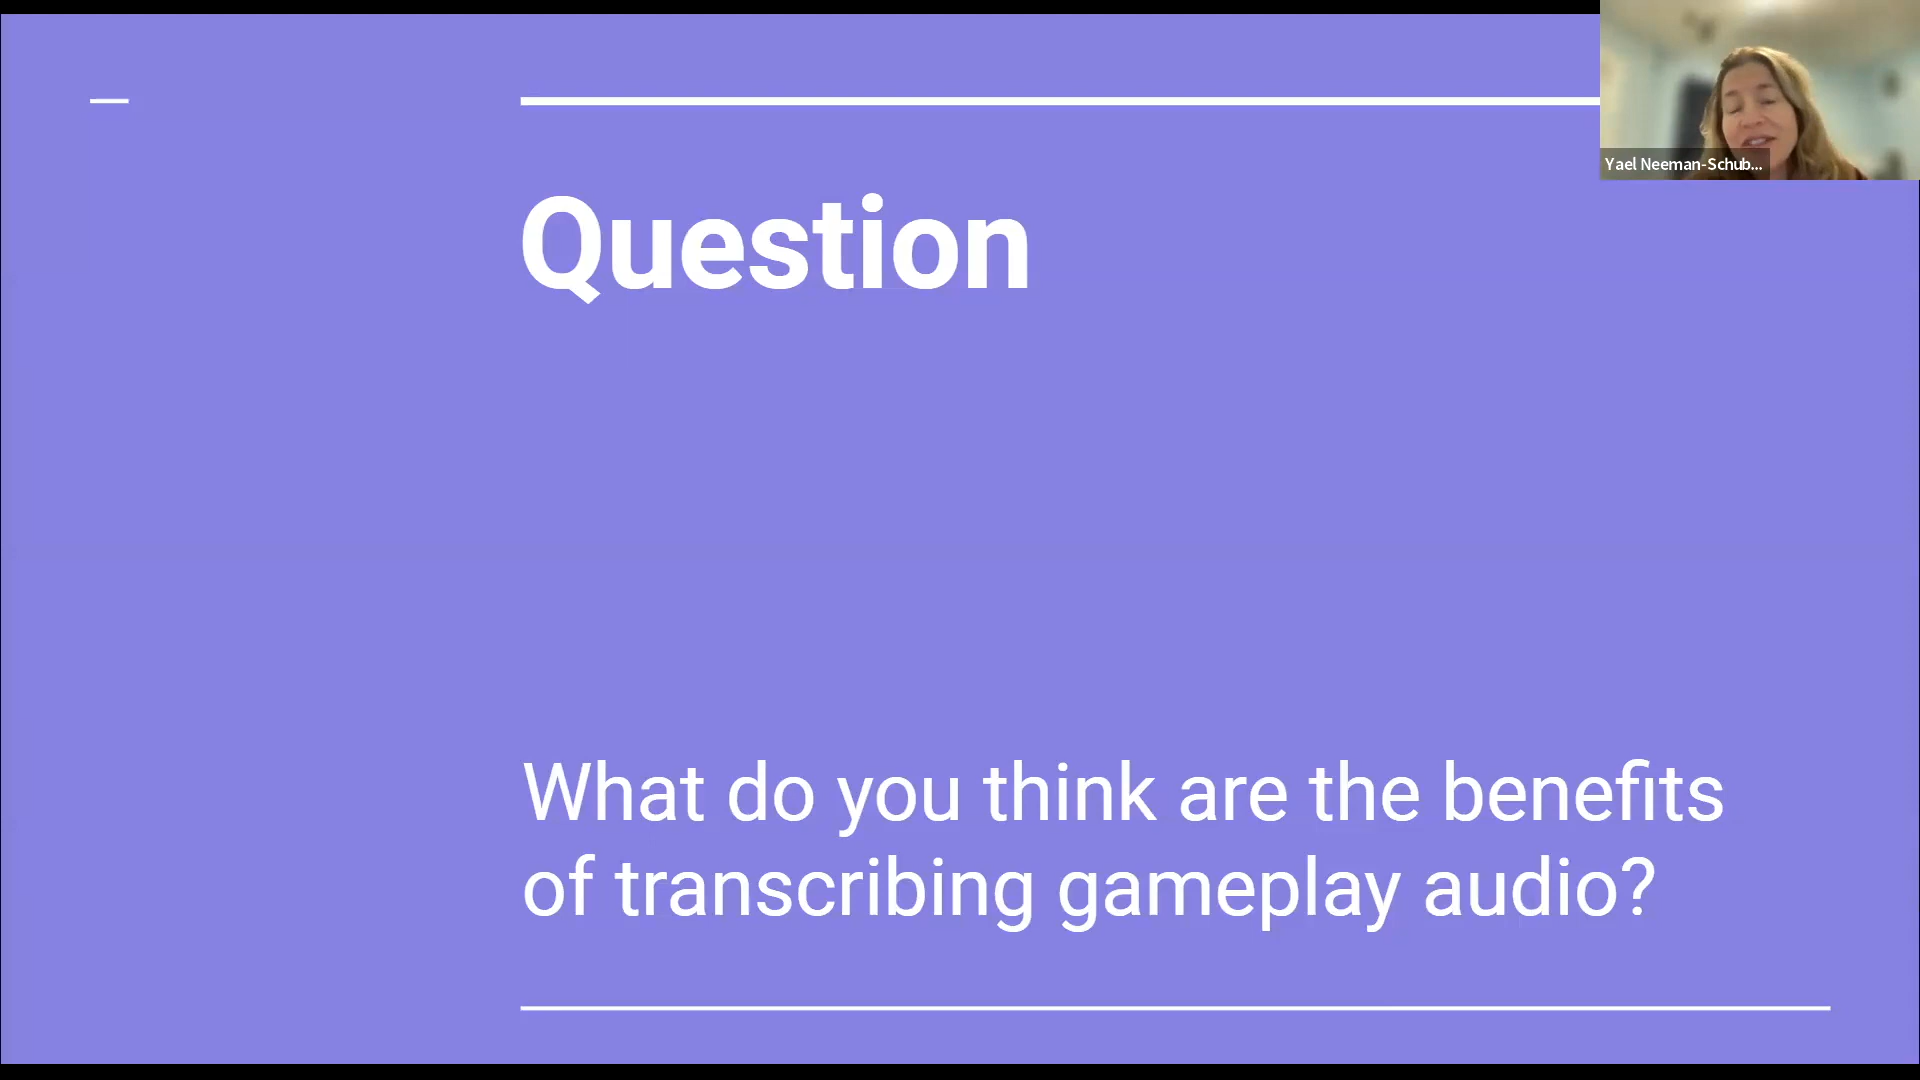 Yael Neeman-Schub...
Question
What do you think are the benefits
of transcribing gameplay audio?